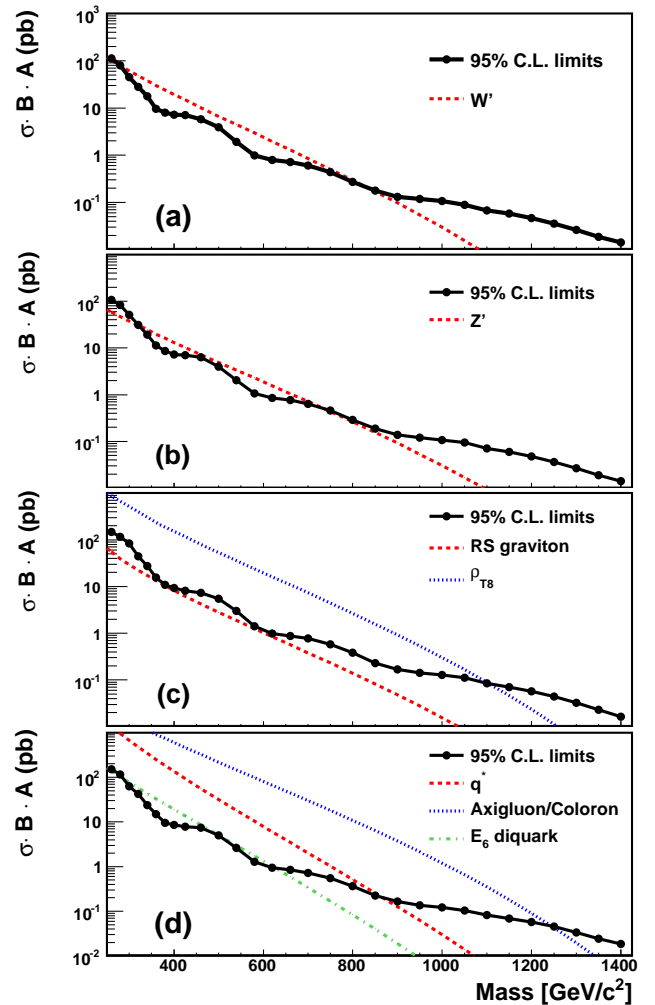 σ · B · A (pb)
10³
10²
10
1
10⁻¹
95% C.L. limits
W'
(a)
σ · B · A (pb)
10²
10
1
10⁻¹
95% C.L. limits
Z'
(b)
σ · B · A (pb)
10²
10
1
10⁻¹
95% C.L. limits
RS graviton
ρT8
(c)
σ · B · A (pb)
10²
10
1
10⁻¹
10⁻²
95% C.L. limits
q*
Axigluon/Coloron
E₆ diquark
(d)
400 600 800 1000 1200 1400
Mass [GeV/c²]